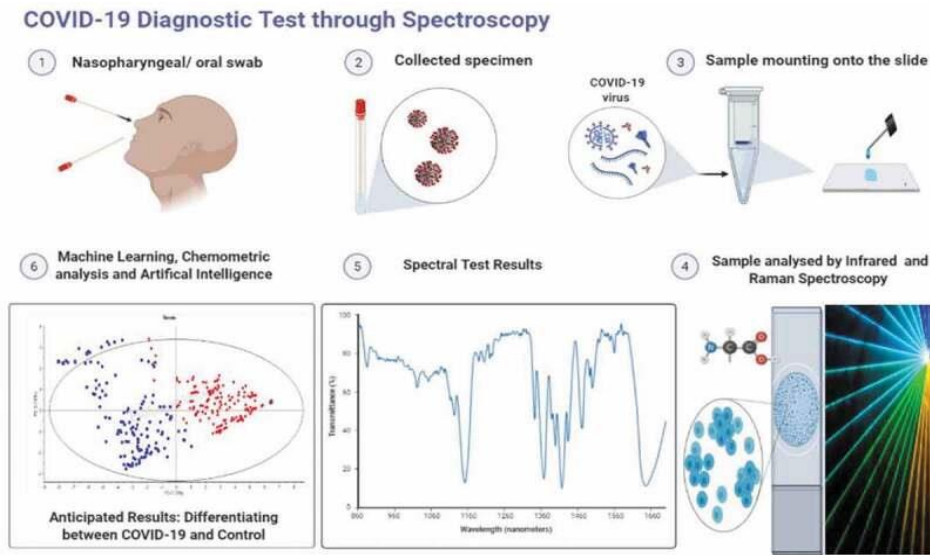 COVID-19 Diagnostic Test through Spectroscopy
1
Nasopharyngeal/ oral swab
2
Collected specimen
COVID-19
virus
3
Sample mounting onto the slide
6
Machine Learning, Chemometric
analysis and Artifical Intelligence
Anticipated Results: Differentiating
between COVID-19 and Control
5
Spectral Test Results
Transmittance (%)
100
80
60
40
20
0
860 960 1060 1160 1260 1360 1460 1560 1660
Wavelength (nanometers)
4
Sample analysed by Infrared and
Raman Spectroscopy
N
C
C
O
O